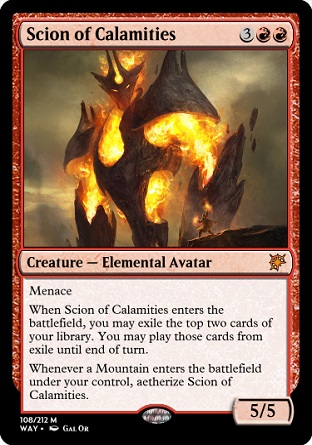 Scion of Calamities 3
Creature — Elemental Avatar
Menace
When Scion of Calamities enters the
battlefield, you may exile the top two cards of
your library. You may play those cards from
exile until end of turn.
Whenever a Mountain enters the battlefield
under your control, aetherize Scion of
Calamities.
5/5
108/212 M
WAY • Gal Or